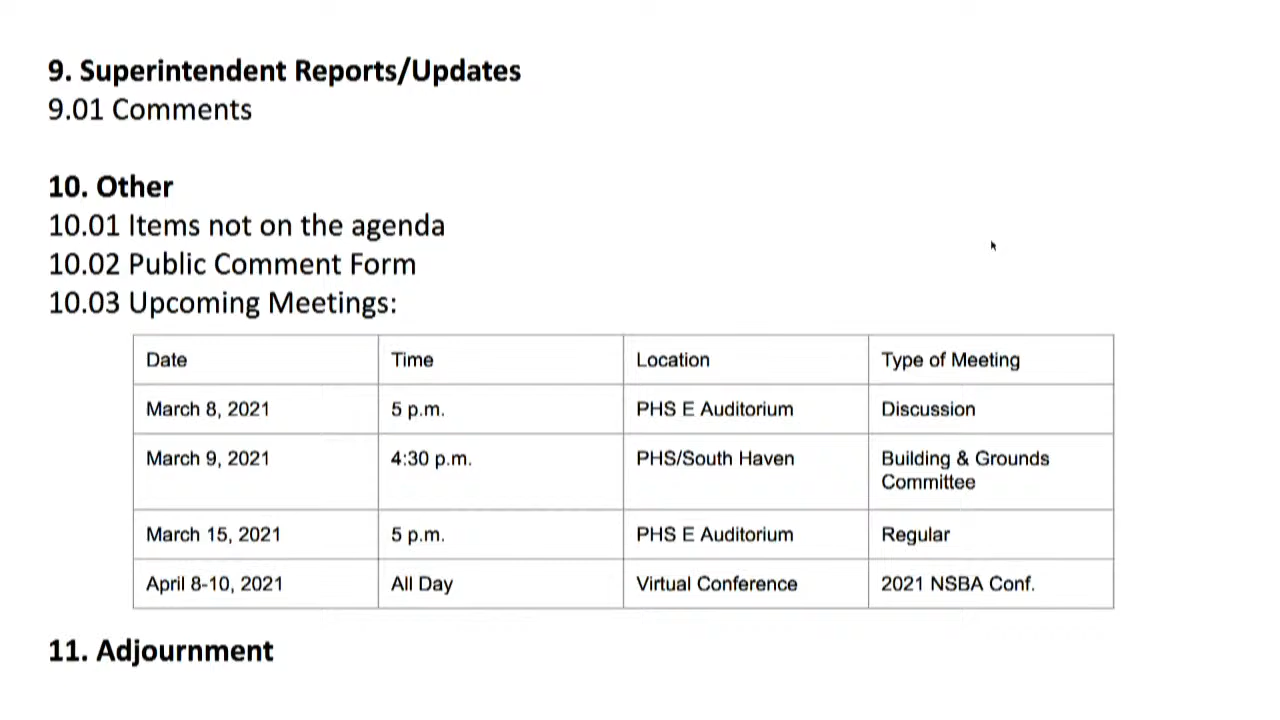 9. Superintendent Reports/Updates
9.01 Comments
10. Other
10.01 Items not on the agenda
10.02 Public Comment Form
10.03 Upcoming Meetings:
Date Time Location Type of Meeting
March 8, 2021 5 p.m. PHS E Auditorium Discussion
March 9, 2021 4:30 p.m. PHS/South Haven Building & Grounds
Committee
March 15, 2021 5 p.m. PHS E Auditorium Regular
April 8-10, 2021 All Day Virtual Conference 2021 NSBA Conf.
11. Adjournment